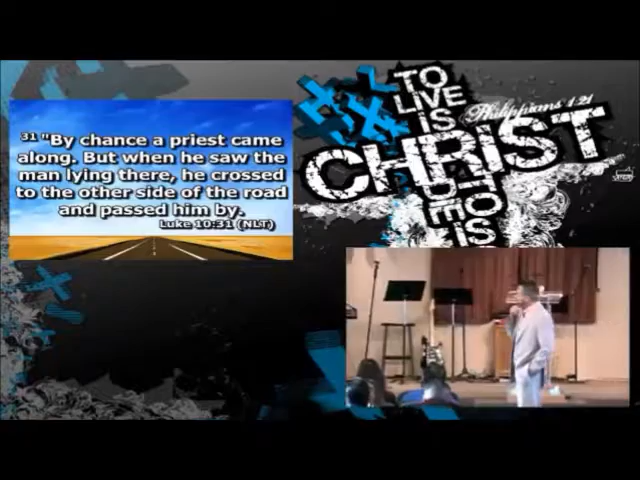 31 "By chance a priest came
along. But when he saw the
man lying there, he crossed
to the other side of the road
and passed him by.
Luke 10:31 (NLT)
TO
LIVE
IS
Philippians 1:21
CHRIST
TO
DIE
IS